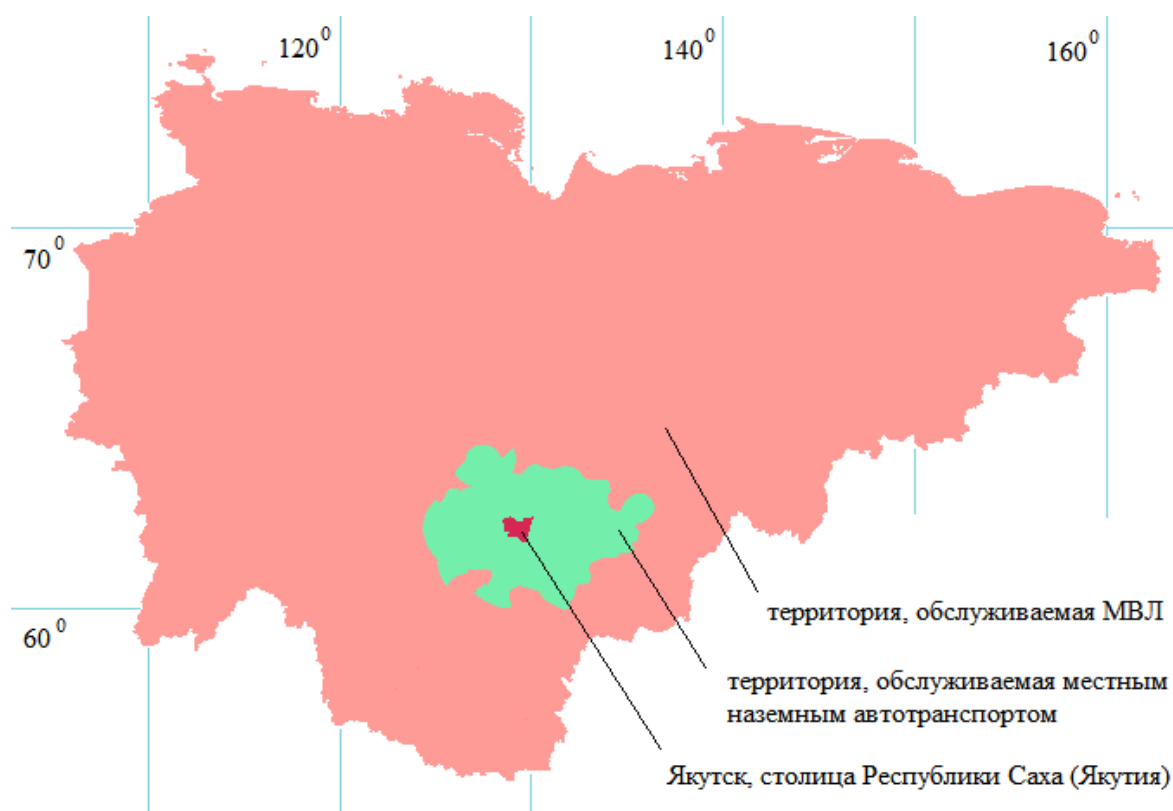 120⁰
140⁰
160⁰
70⁰
60⁰
территория, обслуживаемая МВЛ
территория, обслуживаемая местным
наземным автотранспортом
Якутск, столица Республики Саха (Якутия)